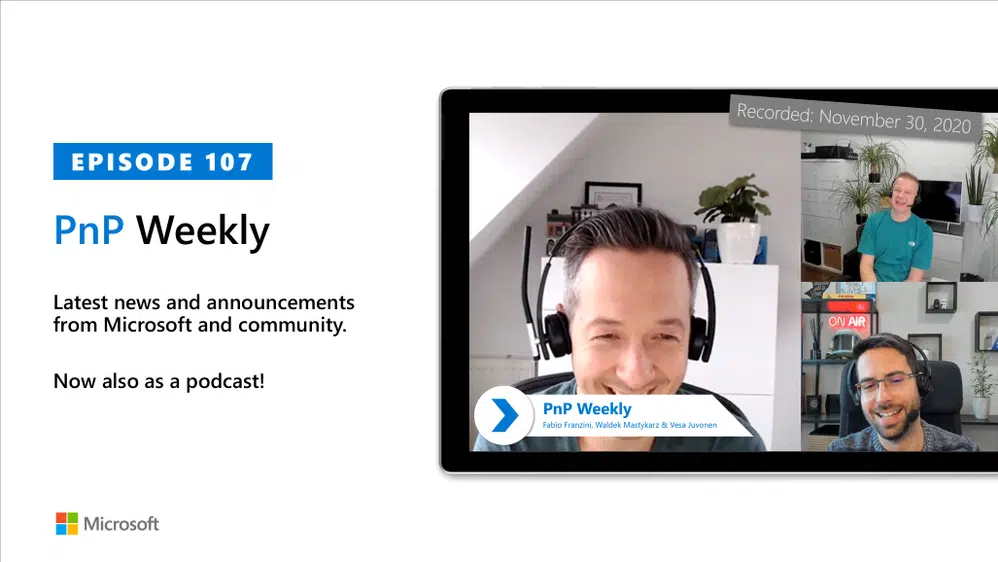 EPISODE 107
PnP Weekly
Latest news and announcements
from Microsoft and community.
Now also as a podcast!
Microsoft
Recorded: November 30, 2020
ON AIR
PnP Weekly
Fabio Franzini, Waldek Mastykarz & Vesa Juvonen